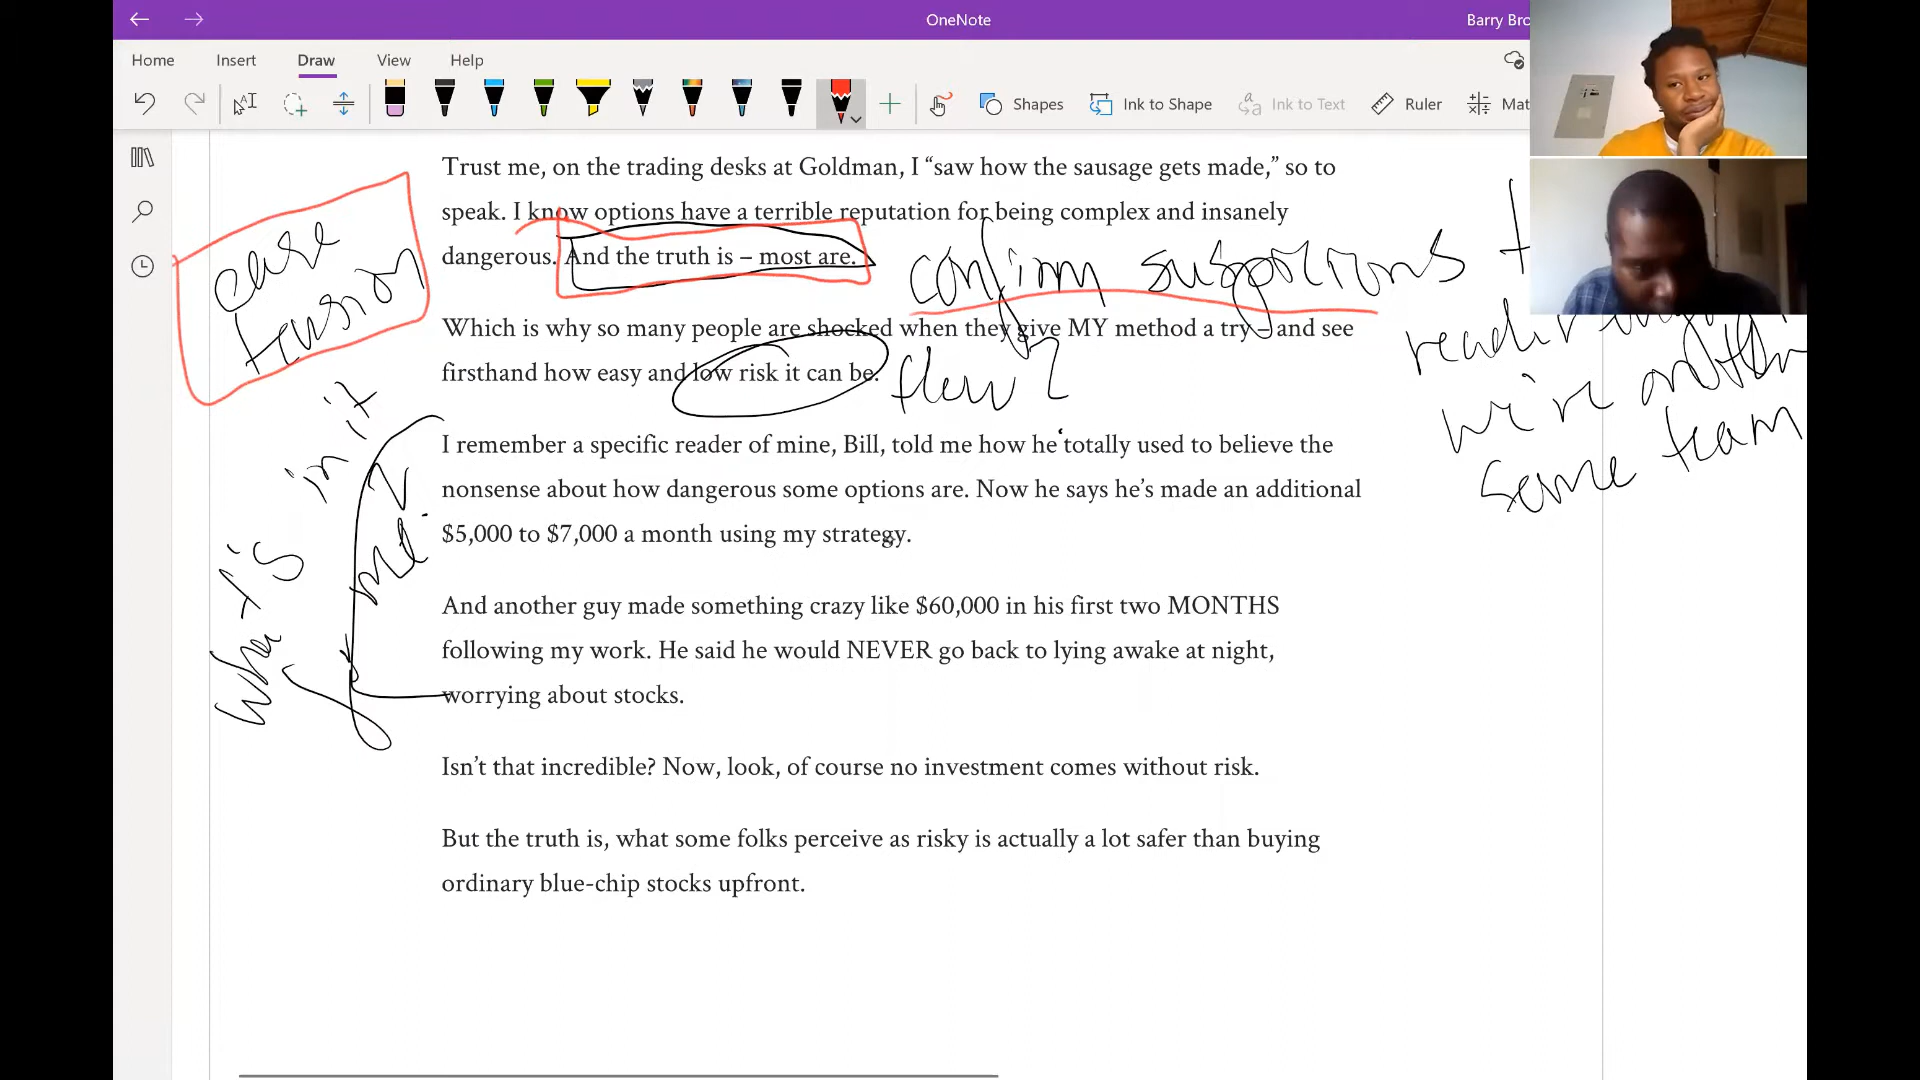 OneNote
Barry Bro
Home Insert Draw View Help
Shapes Ink to Shape Ink to Text Ruler Mat
Trust me, on the trading desks at Goldman, I “saw how the sausage gets made,” so to
speak. I know options have a terrible reputation for being complex and insanely
dangerous. And the truth is – most are.
ease
tension
confirm suspicions
Which is why so many people are shocked when they give MY method a try – and see
firsthand how easy and low risk it can be.
flew?
we're on the
same team
what's in it
I remember a specific reader of mine, Bill, told me how he totally used to believe the
nonsense about how dangerous some options are. Now he says he’s made an additional
$5,000 to $7,000 a month using my strategy.
And another guy made something crazy like $60,000 in his first two MONTHS
following my work. He said he would NEVER go back to lying awake at night,
worrying about stocks.
Isn’t that incredible? Now, look, of course no investment comes without risk.
But the truth is, what some folks perceive as risky is actually a lot safer than buying
ordinary blue-chip stocks upfront.